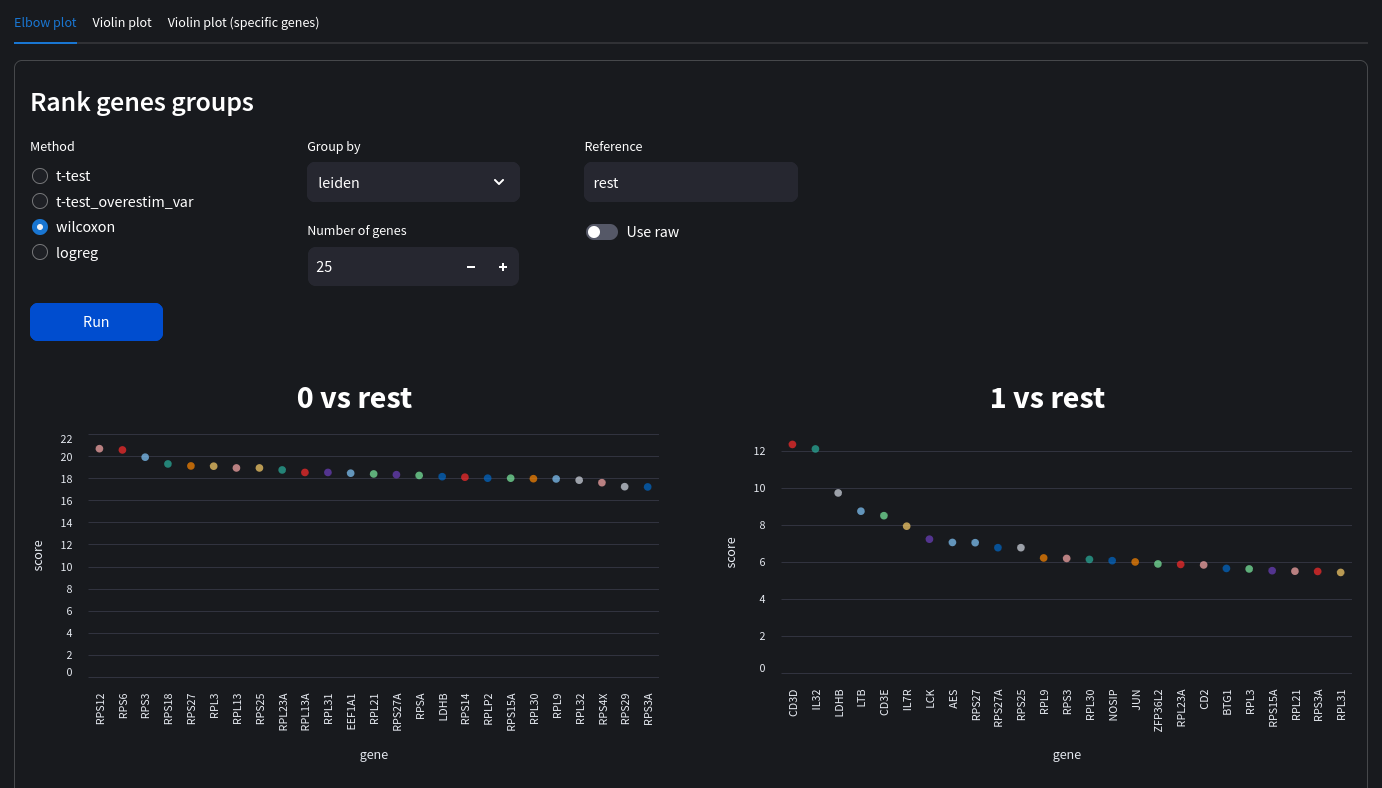 Elbow plot Violin plot Violin plot (specific genes)
Rank genes groups
Method
t-test
t-test_overestim_var
wilcoxon
logreg
Group by
leiden
Number of genes
25 − +
Reference
rest
Use raw
Run
0 vs rest
22
20
18
16
14
12
10
8
6
4
2
0
score
RPS12
RPS6
RPS3
RPS18
RPS27
RPL3
RPL13
RPS25
RPL23A
RPL13A
RPL31
EEF1A1
RPL21
RPS27A
RPSA
LDHB
RPS14
RPLP2
RPS15A
RPL30
RPL9
RPL32
RPS4X
RPS29
RPS3A
gene
1 vs rest
12
10
8
6
4
2
0
score
CD3D
IL32
LDHB
LTB
CD3E
IL7R
LCK
AES
RPS27
RPS27A
RPS25
RPL9
RPS3
RPL30
NOSIP
JUN
ZFP36L2
RPL23A
CD2
BTG1
RPL3
RPS15A
RPL21
RPS3A
RPL31
gene